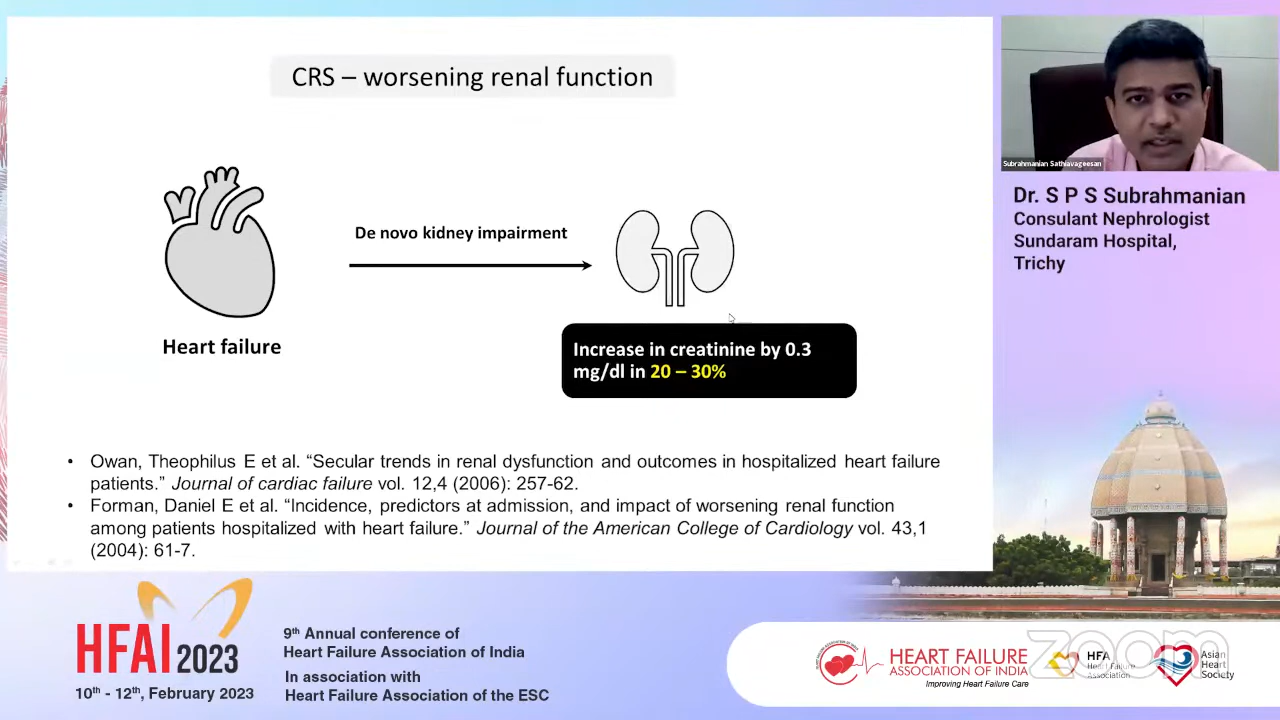 CRS – worsening renal function
De novo kidney impairment
Heart failure
Increase in creatinine by 0.3
mg/dl in 20 – 30%
• Owan, Theophilus E et al. “Secular trends in renal dysfunction and outcomes in hospitalized heart failure
patients.” Journal of cardiac failure vol. 12,4 (2006): 257-62.
• Forman, Daniel E et al. “Incidence, predictors at admission, and impact of worsening renal function
among patients hospitalized with heart failure.” Journal of the American College of Cardiology vol. 43,1
(2004): 61-7.
Subrahmanian Sathiavageesan
Dr. S P S Subrahmanian
Consulant Nephrologist
Sundaram Hospital,
Trichy
HFAI 2023
10th - 12th, February 2023
9th Annual conference of
Heart Failure Association of India
In association with
Heart Failure Association of the ESC
HEART FAILURE
ASSOCIATION OF INDIA
Improving Heart Failure Care
HFA
Heart Failure
Association
Asian
Heart
Society
zoom